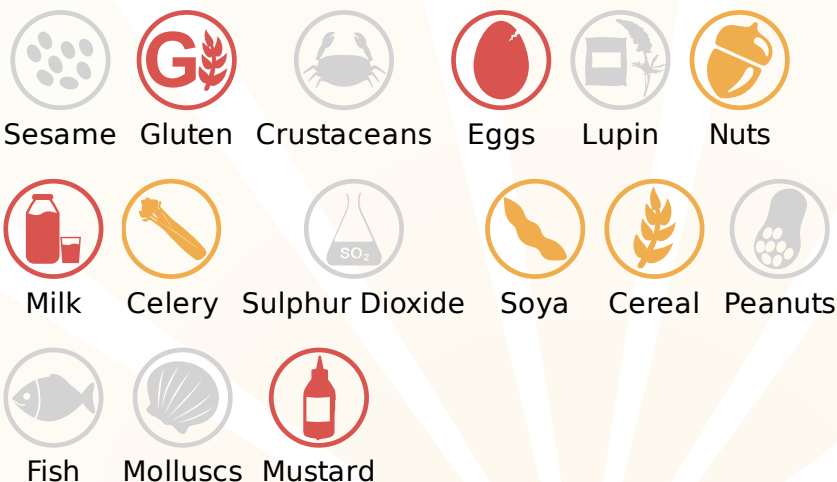 G
Sesame Gluten Crustaceans Eggs Lupin Nuts
SO₂
Milk Celery Sulphur Dioxide Soya Cereal Peanuts
Fish Molluscs Mustard